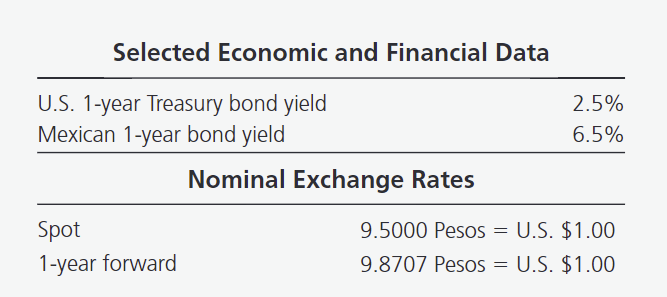 Selected Economic and Financial Data
U.S. 1-year Treasury bond yield 2.5%
Mexican 1-year bond yield 6.5%
Nominal Exchange Rates
Spot 9.5000 Pesos = U.S. $1.00
1-year forward 9.8707 Pesos = U.S. $1.00